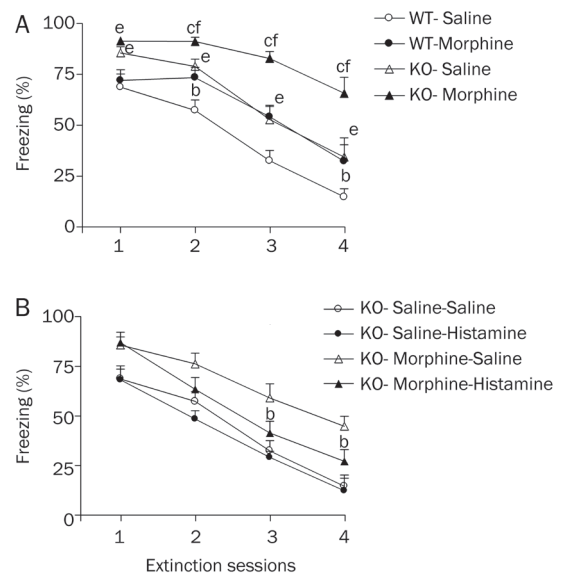 A
100
75
50
25
0
Freezing (%)
e
cf
cf
cf
e
e
b
e
e
b
1 2 3 4
WT- Saline
WT-Morphine
KO- Saline
KO- Morphine
B
100
75
50
25
0
Freezing (%)
b
b
1 2 3 4
Extinction sessions
KO- Saline-Saline
KO- Saline-Histamine
KO- Morphine-Saline
KO- Morphine-Histamine